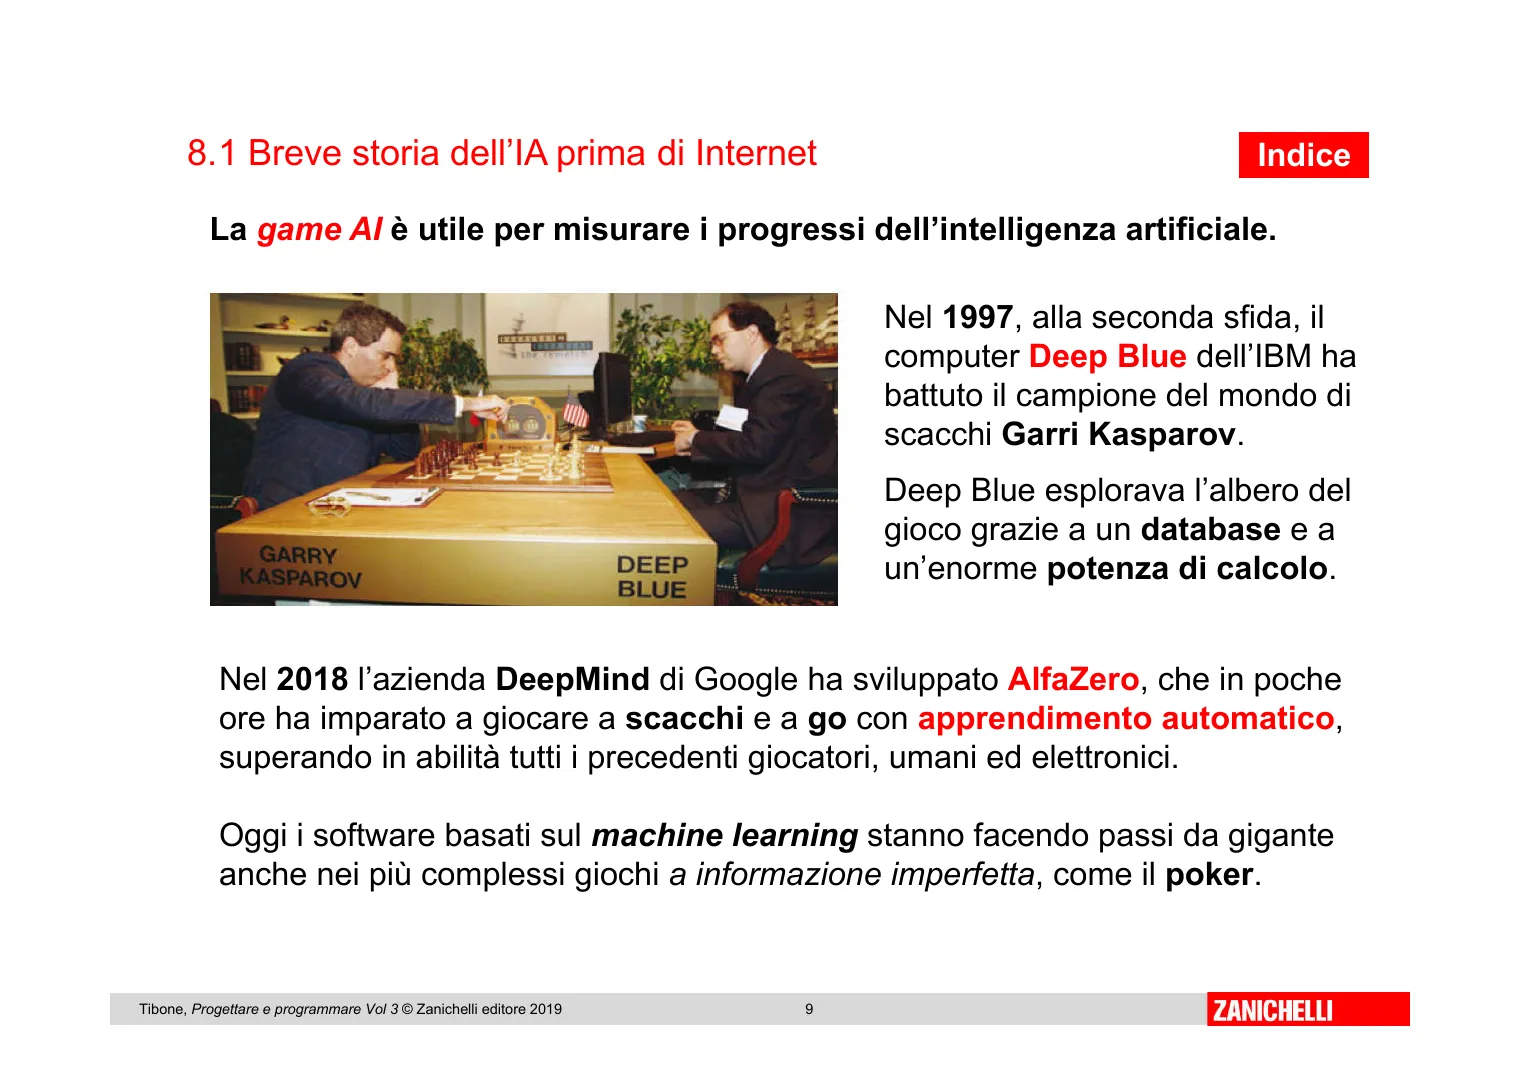 8.1 Breve storia dell’IA prima di Internet
Indice
La game AI è utile per misurare i progressi dell’intelligenza artificiale.
the rematch
GARRY
KASPAROV
DEEP
BLUE
Nel 1997, alla seconda sfida, il
computer Deep Blue dell’IBM ha
battuto il campione del mondo di
scacchi Garri Kasparov.
Deep Blue esplorava l’albero del
gioco grazie a un database e a
un’enorme potenza di calcolo.
Nel 2018 l’azienda DeepMind di Google ha sviluppato AlfaZero, che in poche
ore ha imparato a giocare a scacchi e a go con apprendimento automatico,
superando in abilità tutti i precedenti giocatori, umani ed elettronici.
Oggi i software basati sul machine learning stanno facendo passi da gigante
anche nei più complessi giochi a informazione imperfetta, come il poker.
Tibone, Progettare e programmare Vol 3 © Zanichelli editore 2019
9
ZANICHELLI